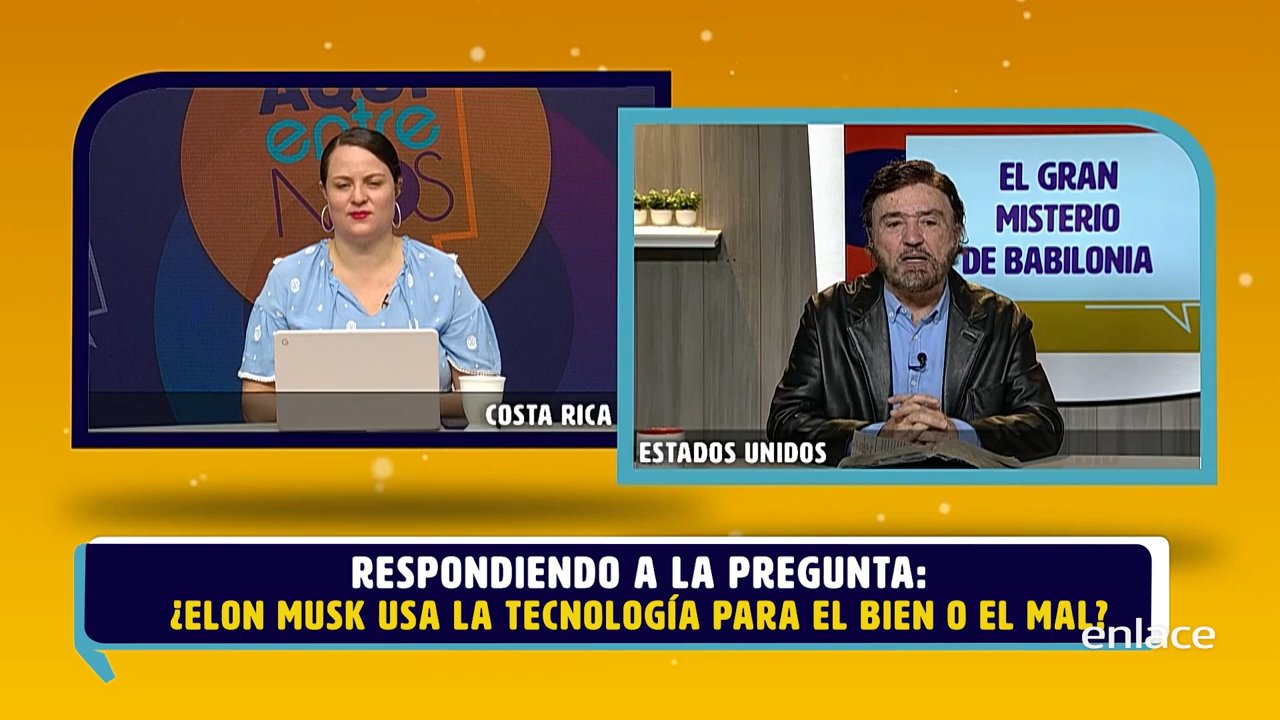 AQUÍ
entre
NOS
EL GRAN
MISTERIO
DE BABILONIA
COSTA RICA
ESTADOS UNIDOS
RESPONDIENDO A LA PREGUNTA:
¿ELON MUSK USA LA TECNOLOGÍA PARA EL BIEN O EL MAL?
enlace